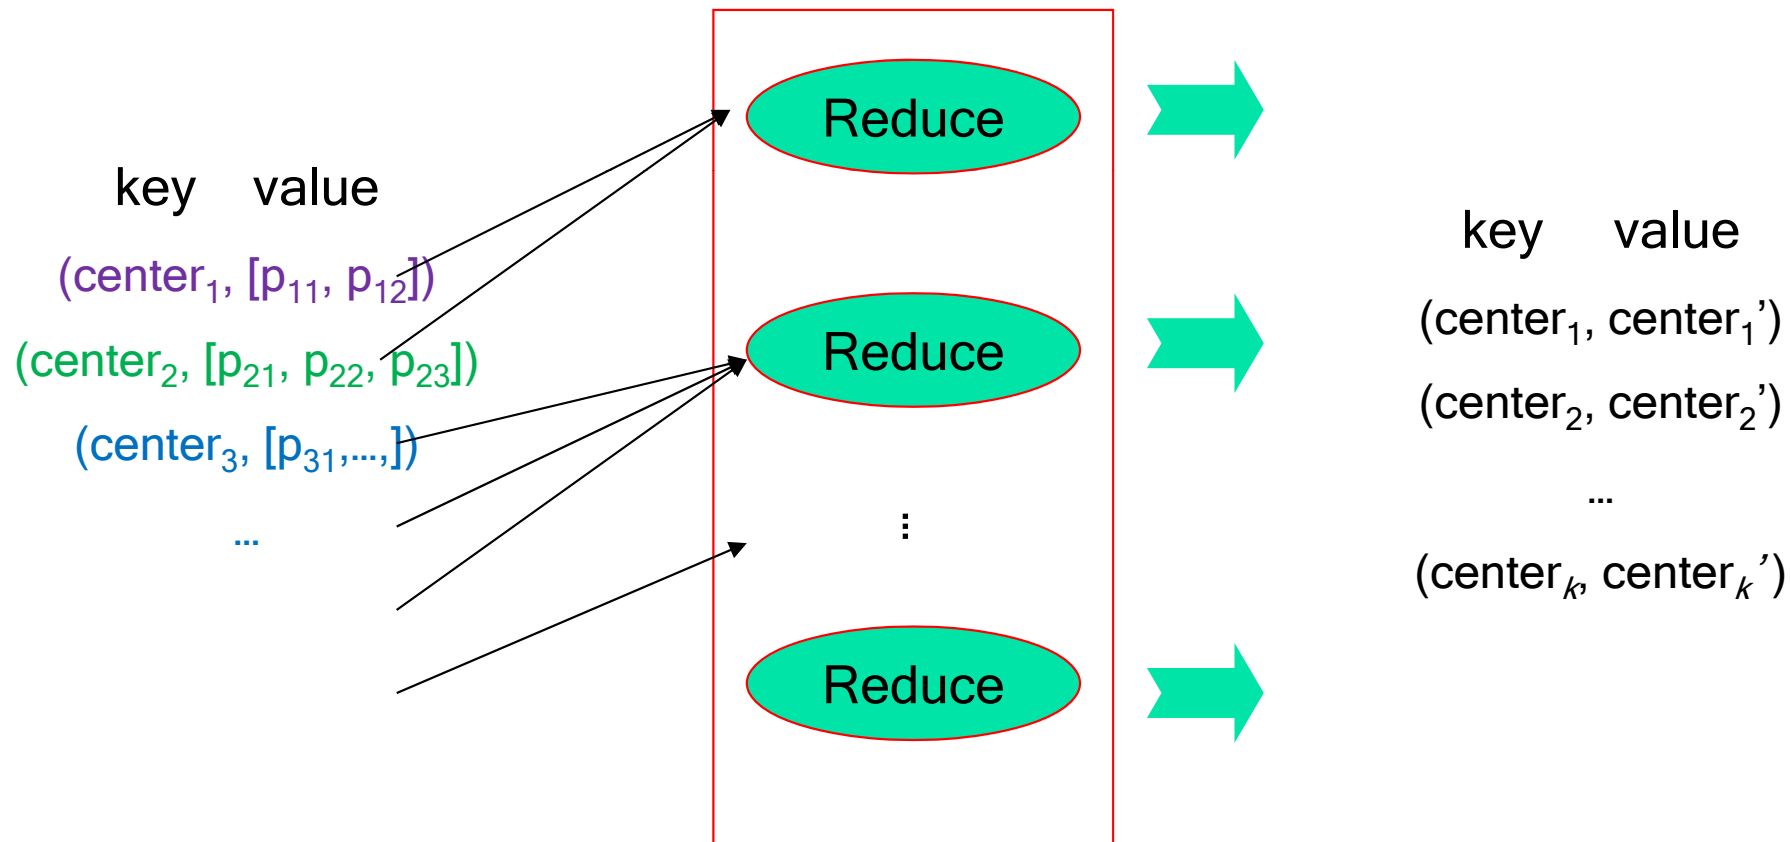 key value
(center₁, [p₁₁, p₁₂])
(center₂, [p₂₁, p₂₂, p₂₃])
(center₃, [p₃₁,…,])
…
Reduce
Reduce
⋮
Reduce
key value
(center₁, center₁’)
(center₂, center₂’)
…
(centerₖ, centerₖ’)